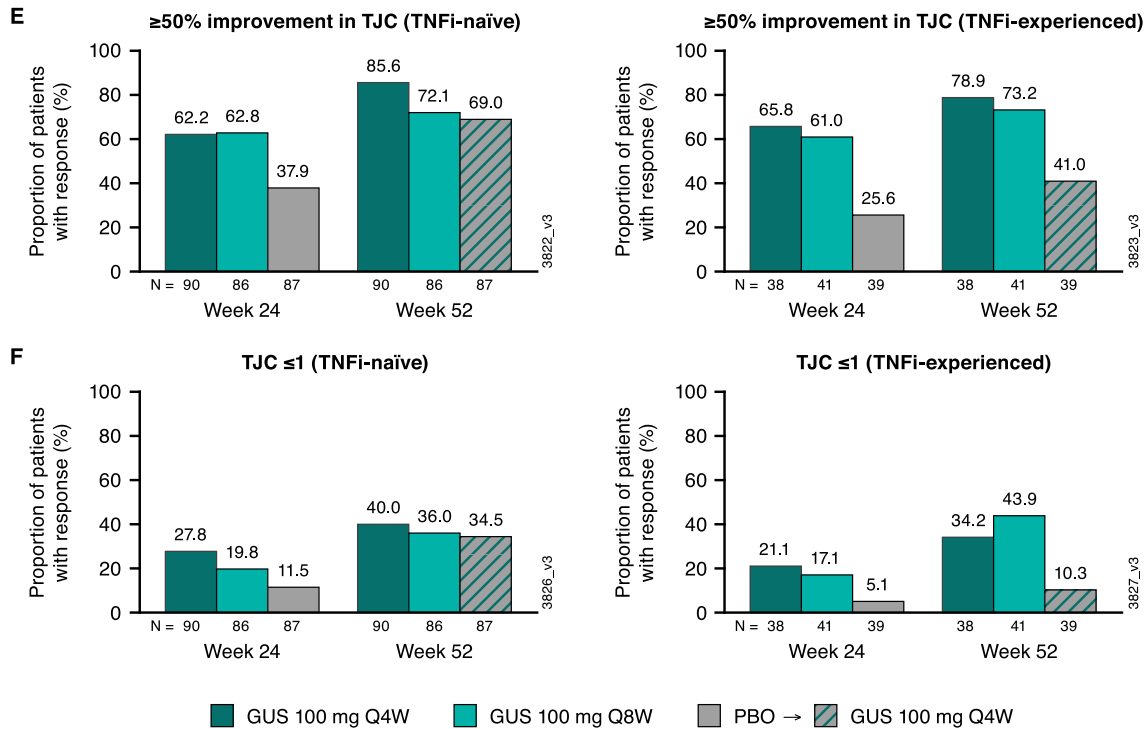 E
≥50% improvement in TJC (TNFi-naïve)
Proportion of patients
with response (%)
100
80
60
40
20
0
62.2
62.8
37.9
85.6
72.1
69.0
N = 90 86 87 90 86 87
Week 24 Week 52
3822_v3
≥50% improvement in TJC (TNFi-experienced)
Proportion of patients
with response (%)
100
80
60
40
20
0
65.8
61.0
25.6
78.9
73.2
41.0
N = 38 41 39 38 41 39
Week 24 Week 52
3823_v3
F
TJC ≤1 (TNFi-naïve)
Proportion of patients
with response (%)
100
80
60
40
20
0
27.8
19.8
11.5
40.0
36.0
34.5
N = 90 86 87 90 86 87
Week 24 Week 52
3826_v3
TJC ≤1 (TNFi-experienced)
Proportion of patients
with response (%)
100
80
60
40
20
0
21.1
17.1
5.1
34.2
43.9
10.3
N = 38 41 39 38 41 39
Week 24 Week 52
3827_v3
GUS 100 mg Q4W GUS 100 mg Q8W PBO → GUS 100 mg Q4W